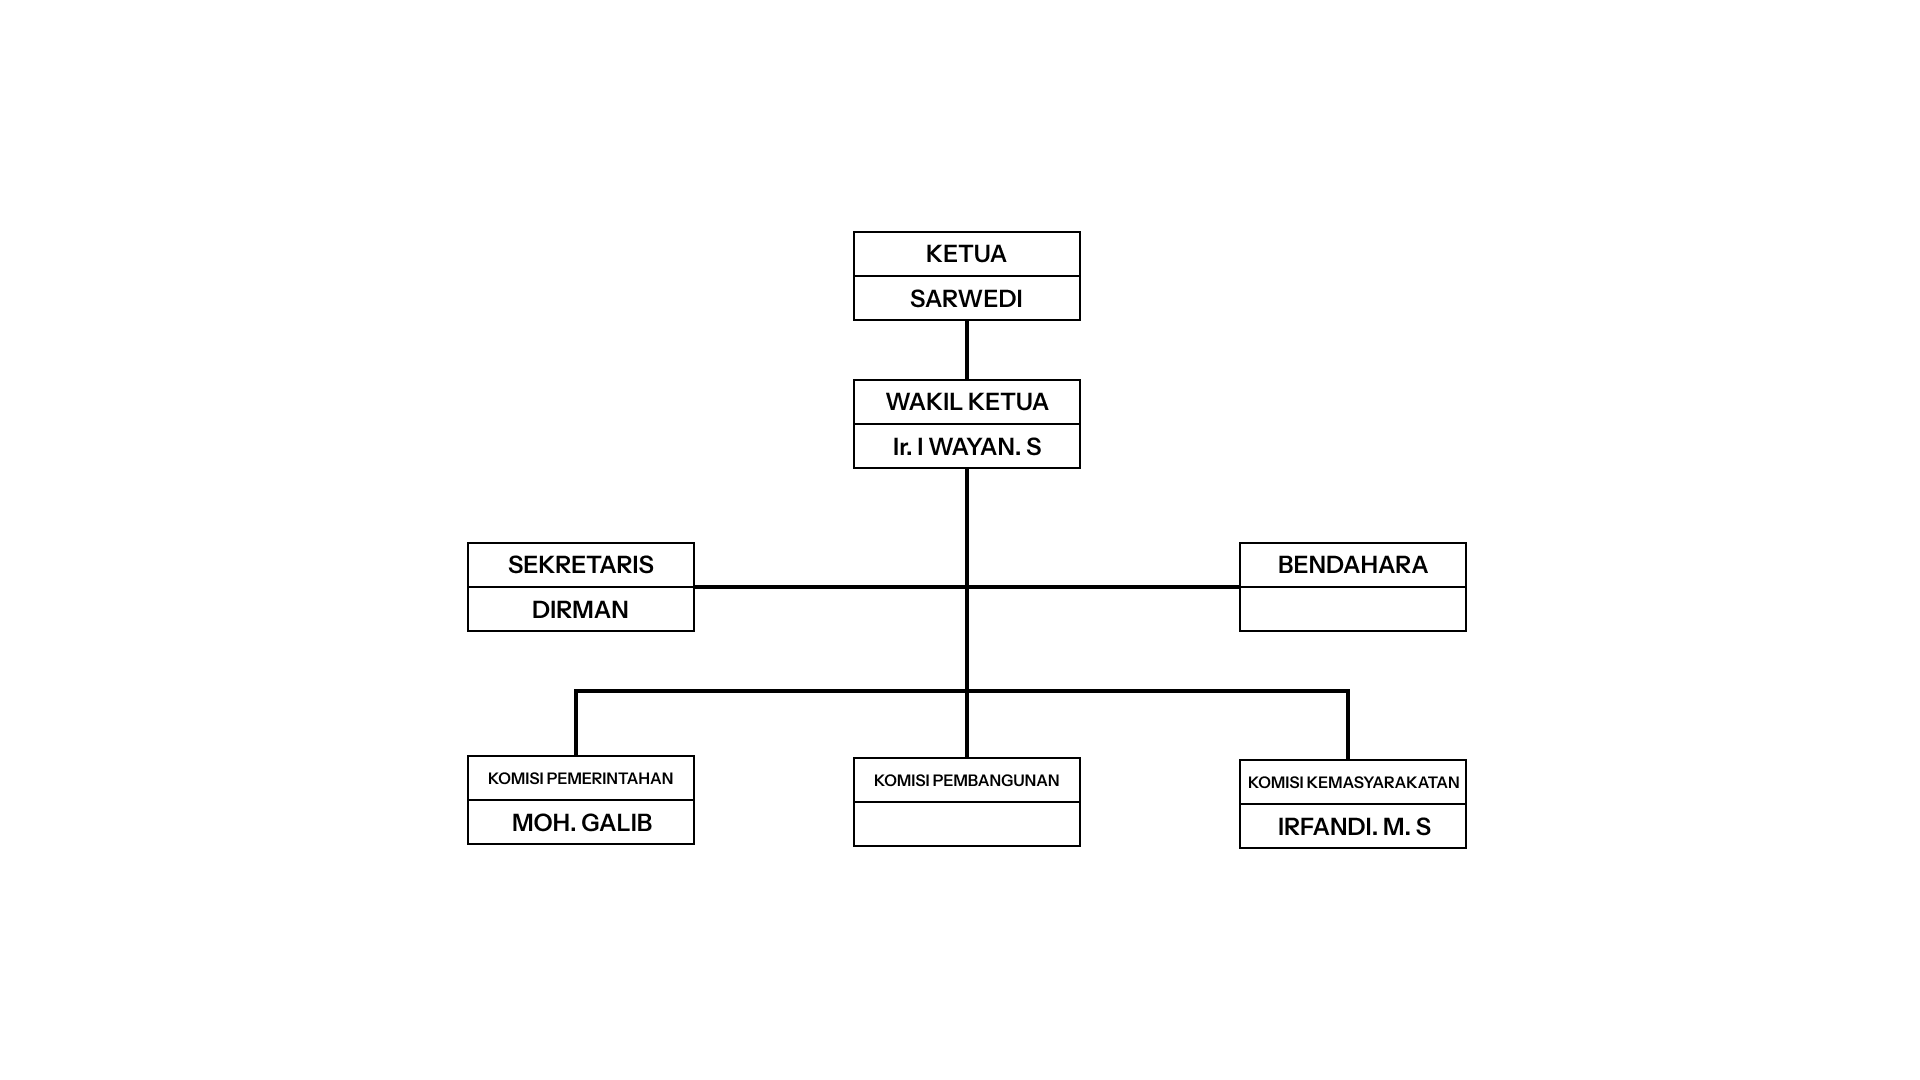 KETUA
SARWEDI
WAKIL KETUA
Ir. I WAYAN. S
SEKRETARIS
DIRMAN
BENDAHARA
KOMISI PEMERINTAHAN
MOH. GALIB
KOMISI PEMBANGUNAN
KOMISI KEMASYARAKATAN
IRFANDI. M. S